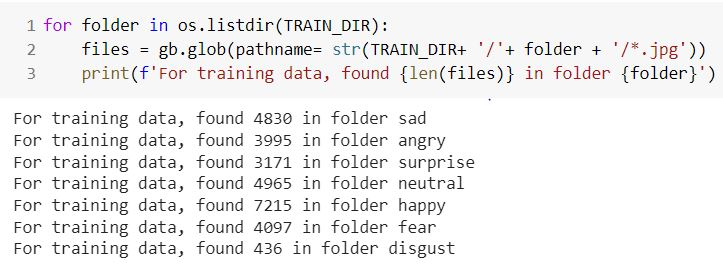 1 for folder in os.listdir(TRAIN_DIR):
2     files = gb.glob(pathname= str(TRAIN_DIR+ '/'+ folder + '/*.jpg'))
3     print(f'For training data, found {len(files)} in folder {folder}')
For training data, found 4830 in folder sad
For training data, found 3995 in folder angry
For training data, found 3171 in folder surprise
For training data, found 4965 in folder neutral
For training data, found 7215 in folder happy
For training data, found 4097 in folder fear
For training data, found 436 in folder disgust